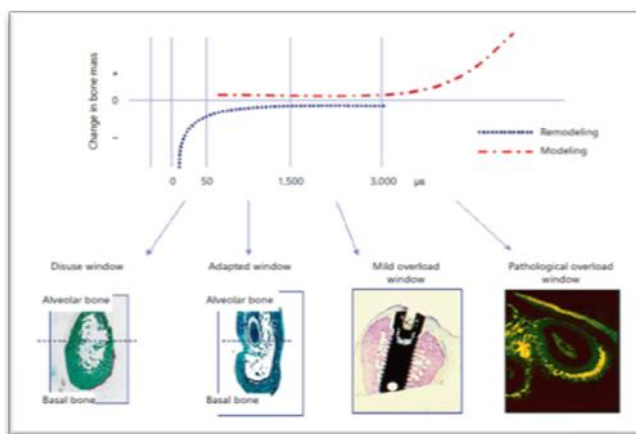 Change in bone mass
+
0
–
Remodeling
Modeling
0 50 1,500 3,000 µs
Disuse window
Adapted window
Mild overload
window
Pathological overload
window
Alveolar bone
Basal bone
Alveolar bone
Basal bone